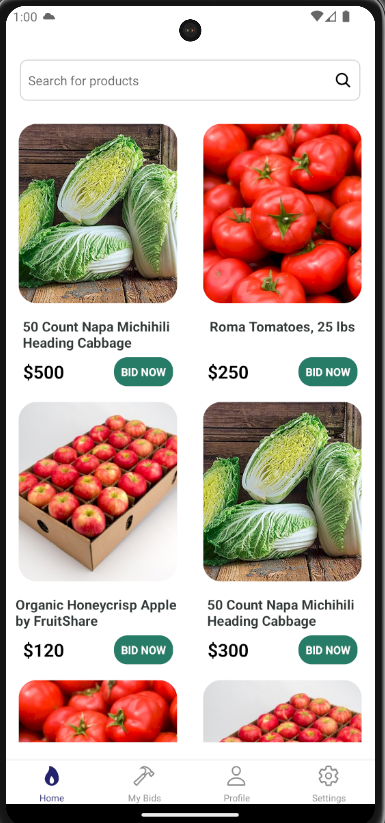 1:00
Search for products
50 Count Napa Michihili
Heading Cabbage
Roma Tomatoes, 25 lbs
$500
BID NOW
$250
BID NOW
Organic Honeycrisp Apple
by FruitShare
50 Count Napa Michihili
Heading Cabbage
$120
BID NOW
$300
BID NOW
Home
My Bids
Profile
Settings